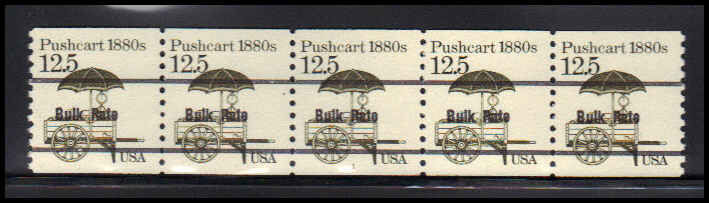 Pushcart 1880s Pushcart 1880s Pushcart 1880s Pushcart 1880s Pushcart 1880s
12.5 12.5 12.5 12.5 12.5
Bulk Rate Bulk Rate Bulk Rate Bulk Rate Bulk Rate
USA USA USA USA USA
1